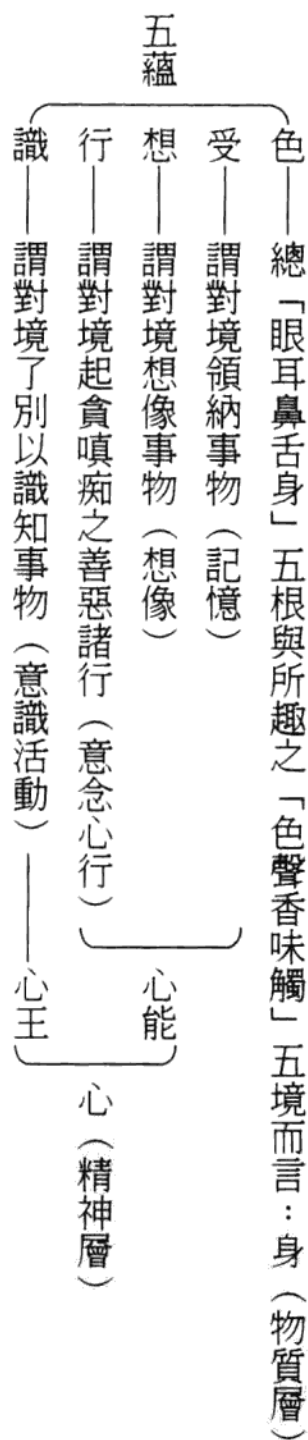 五蘊
色——總「眼耳鼻舌身」五根與所趣之「色聲香味觸」五境而言：身（物質層）
受——謂對境領納事物（記憶）
想——謂對境想像事物（想像）
行——謂對境起貪嗔痴之善惡諸行（意念心行）
心能
識——謂對境了別以識知事物（意識活動）——心王
心（精神層）